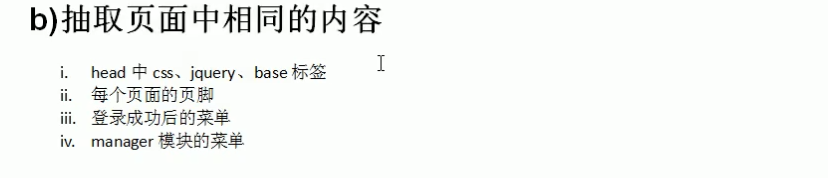 b)抽取页面中相同的内容
i. head 中 css、jquery、base 标签
ii. 每个页面的页脚
iii. 登录成功后的菜单
iv. manager 模块的菜单